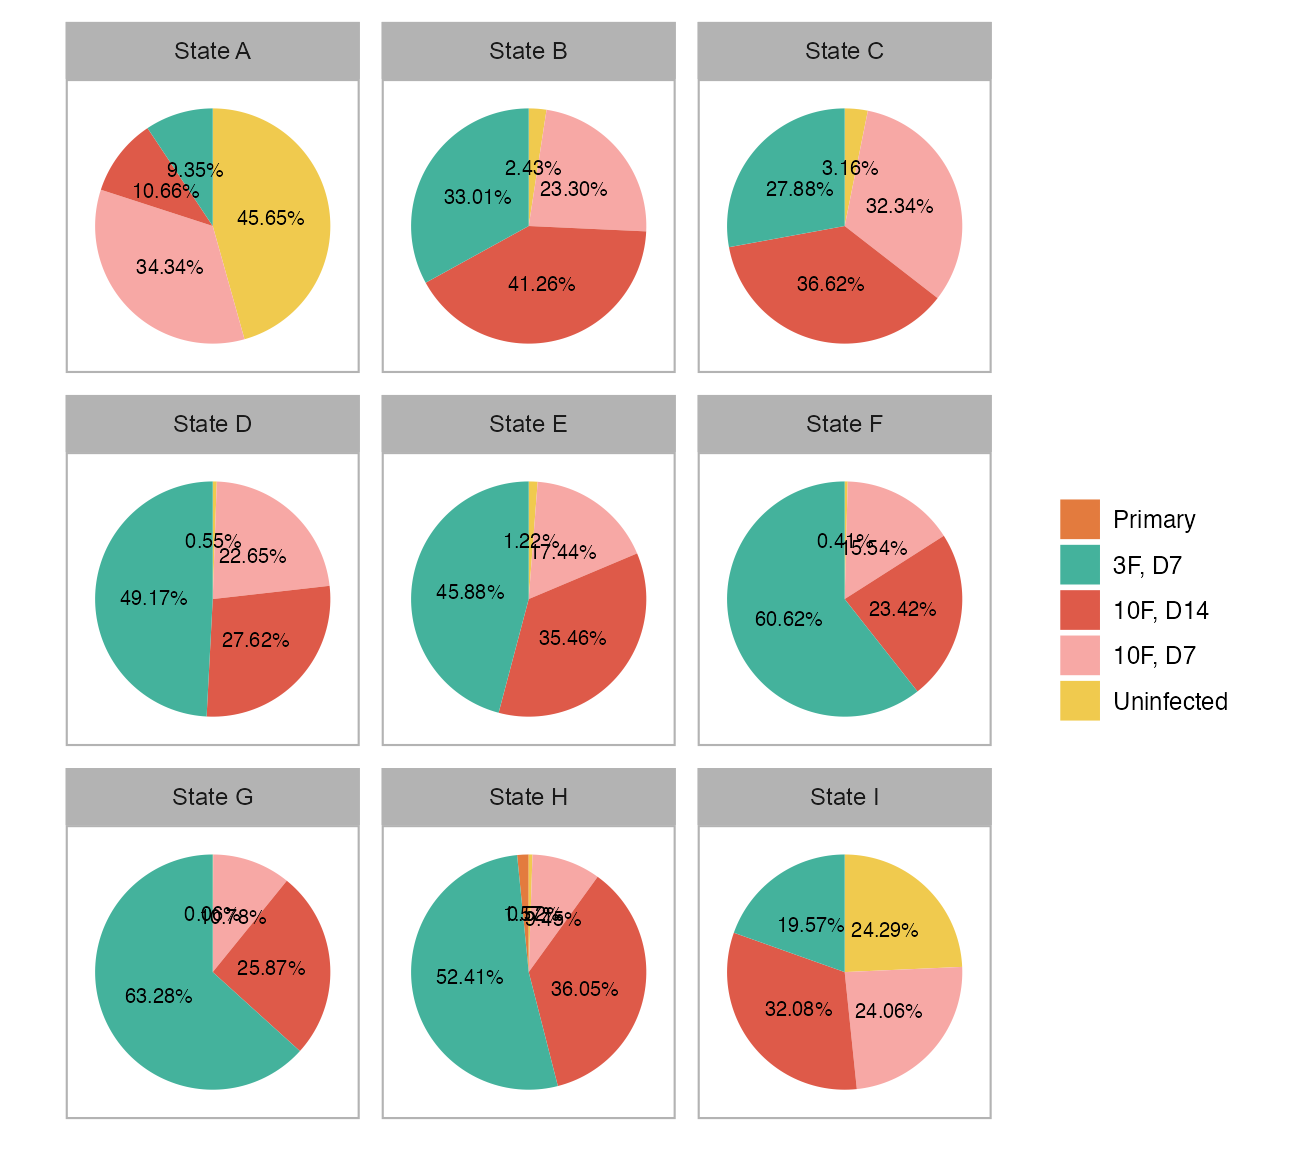 State A
State B
State C
9.35%
10.66%
45.65%
34.34%
2.43%
23.30%
33.01%
41.26%
3.16%
27.88%
32.34%
36.62%
State D
State E
State F
0.55%
22.65%
49.17%
27.62%
1.22%
17.44%
45.88%
35.46%
0.41%
15.54%
23.42%
60.62%
Primary
3F, D7
10F, D14
10F, D7
Uninfected
State G
State H
State I
0.06%
10.78%
25.87%
63.28%
52.41%
36.05%
19.57%
24.29%
32.08%
24.06%